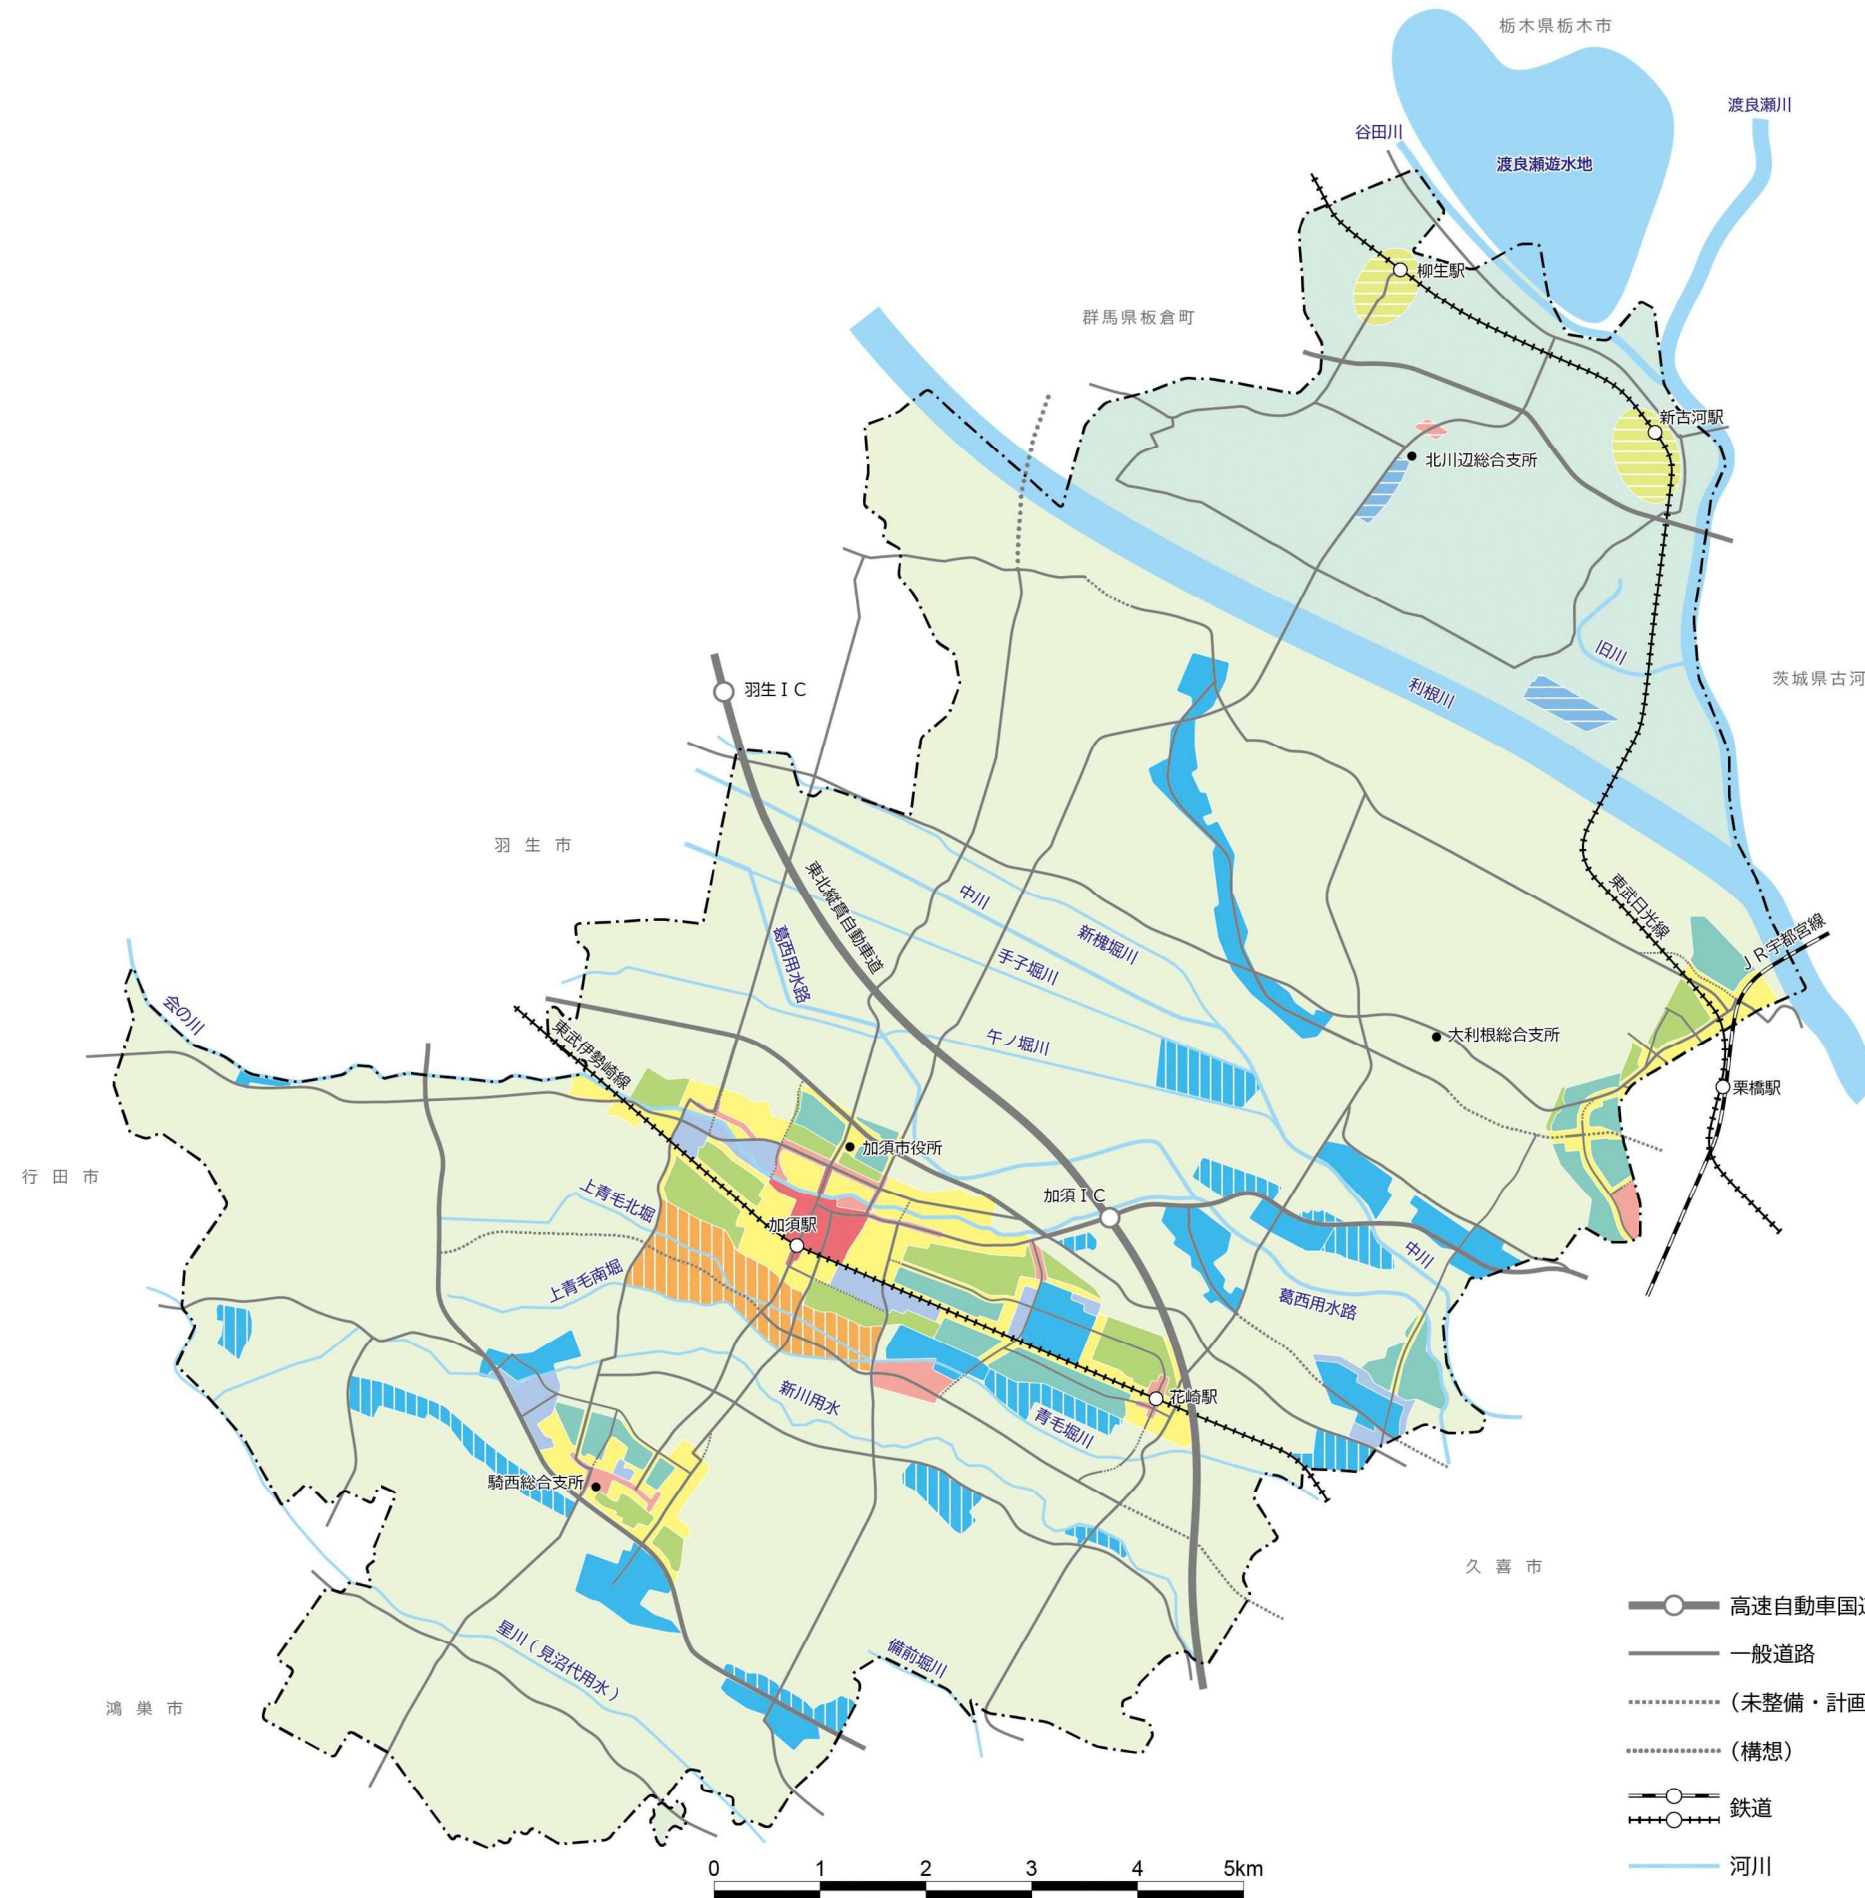 栃木県栃木市
渡良瀬川
谷田川
渡良瀬遊水地
柳生駅
群馬県板倉町
新古河駅
北川辺総合支所
旧川
茨城県古河
利根川
羽生ＩＣ
羽生市
東北縦貫自動車道
中川
新槐堀川
手子堀川
葛西用水路
東武日光線
ＪＲ宇都宮線
会の川
東武伊勢崎線
午ノ堀川
大利根総合支所
栗橋駅
加須市役所
行田市
上青毛北堀
加須ＩＣ
加須駅
中川
上青毛南堀
葛西用水路
新川用水
花崎駅
青毛堀川
騎西総合支所
久喜市
星川（見沼代用水）
備前堀川
鴻巣市
高速自動車国道
一般道路
（未整備・計画
（構想）
鉄道
河川
0 1 2 3 4 5km